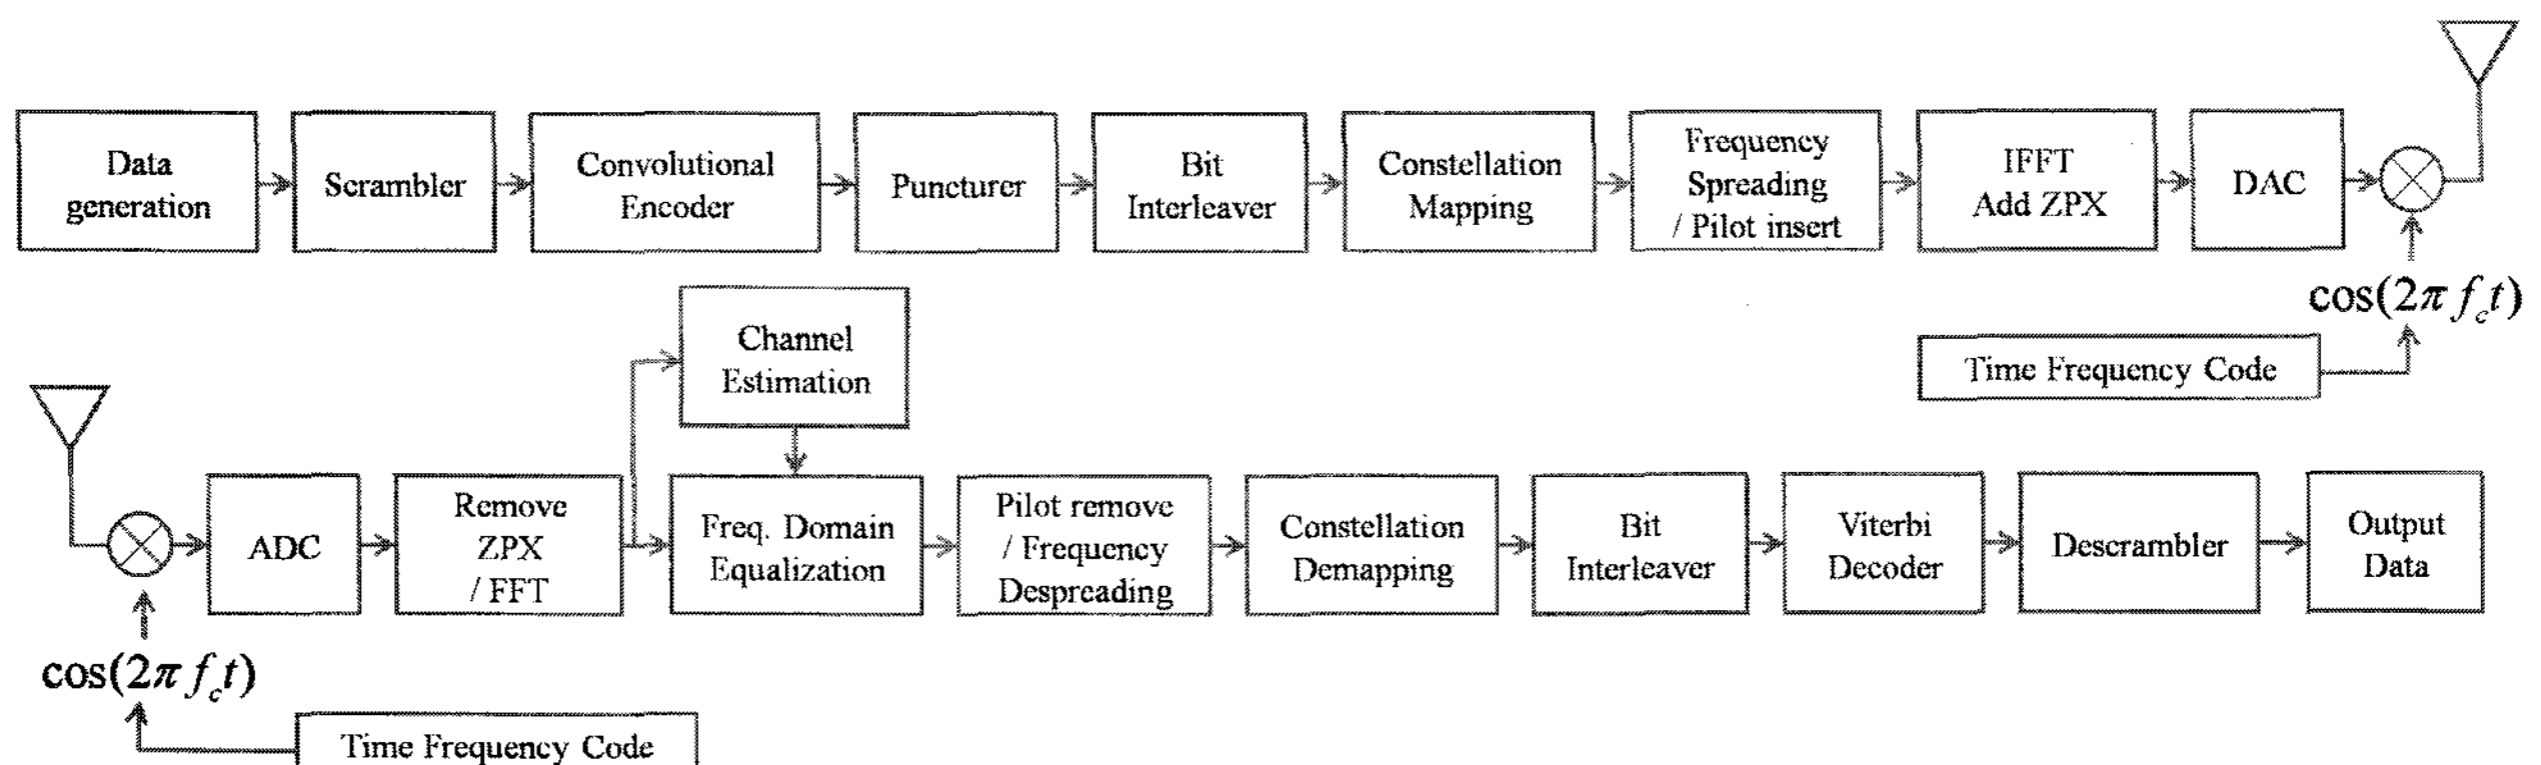 Data
generation
Scrambler
Convolutional
Encoder
Puncturer
Bit
Interleaver
Constellation
Mapping
Frequency
Spreading
/ Pilot insert
IFFT
Add ZPX
DAC
cos(2π f_c t)
Time Frequency Code
Channel
Estimation
ADC
Remove
ZPX
/ FFT
Freq. Domain
Equalization
Pilot remove
/ Frequency
Despreading
Constellation
Demapping
Bit
Interleaver
Viterbi
Decoder
Descrambler
Output
Data
cos(2π f_c t)
Time Frequency Code